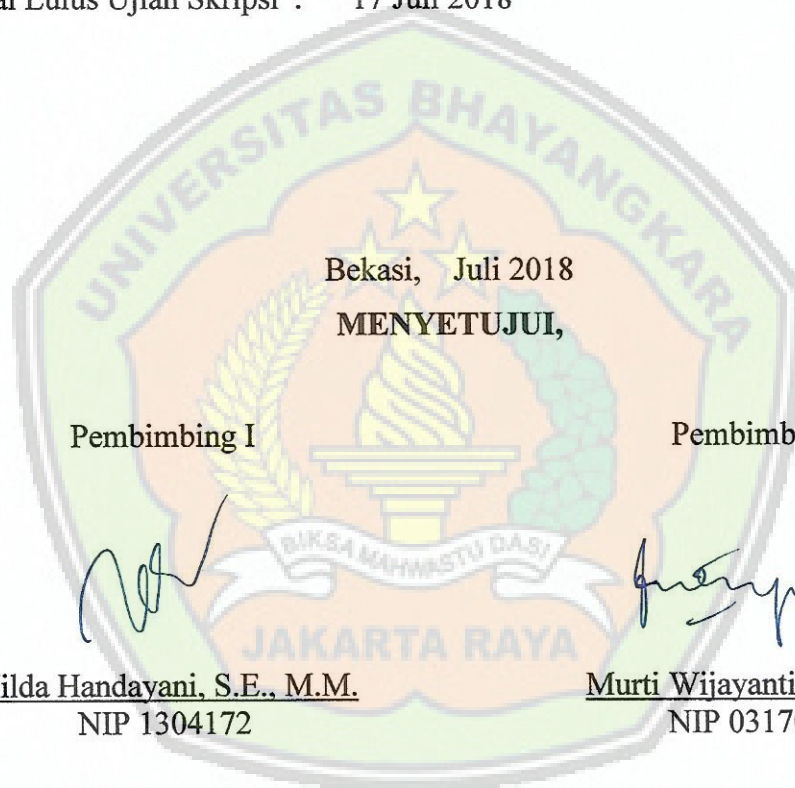 Lulus Ujian Skripsi : 17 Juli 2018
UNIVERSITAS BHAYANGKARA
Bekasi, Juli 2018
MENYETUJUI,
Pembimbing I
BIKSA MAHWASTU DASI
JAKARTA RAYA
Handayani, S.E., M.M.
Murti Wijayanti
NIP 1304172
NIP